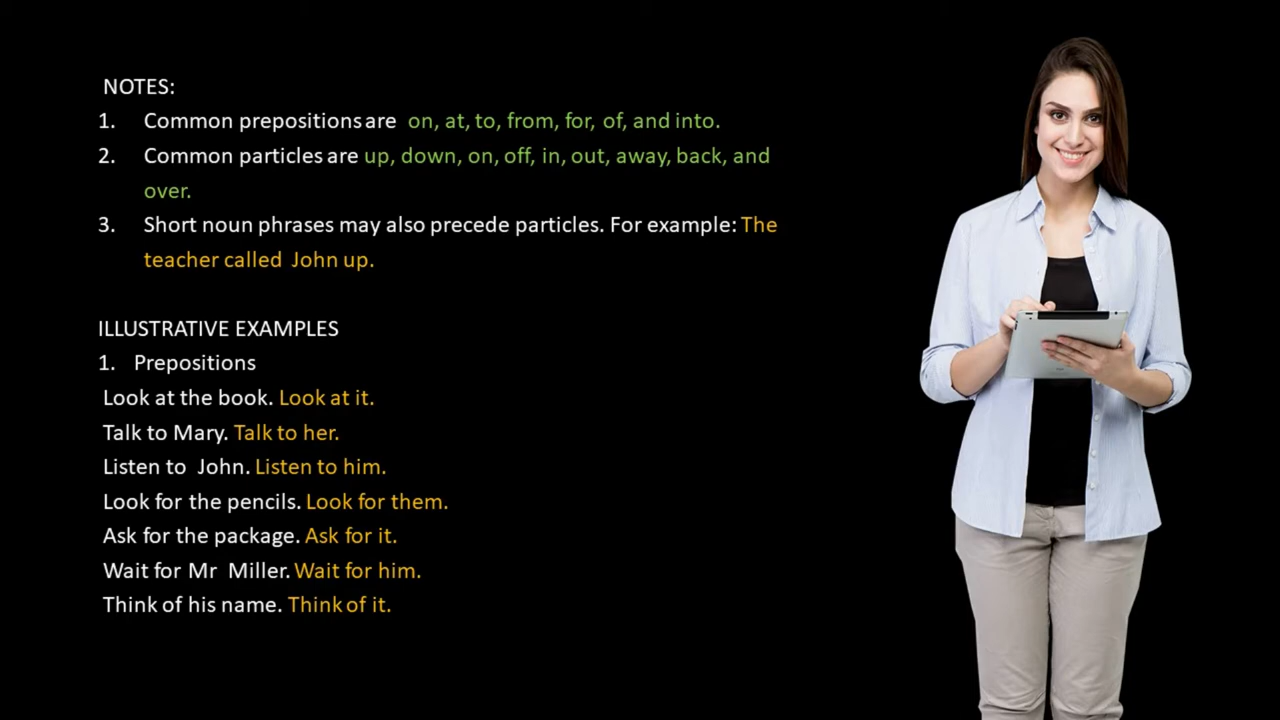 NOTES:
1. Common prepositions are on, at, to, from, for, of, and into.
2. Common particles are up, down, on, off, in, out, away, back, and
over.
3. Short noun phrases may also precede particles. For example: The
teacher called John up.
ILLUSTRATIVE EXAMPLES
1. Prepositions
Look at the book. Look at it.
Talk to Mary. Talk to her.
Listen to John. Listen to him.
Look for the pencils. Look for them.
Ask for the package. Ask for it.
Wait for Mr Miller. Wait for him.
Think of his name. Think of it.